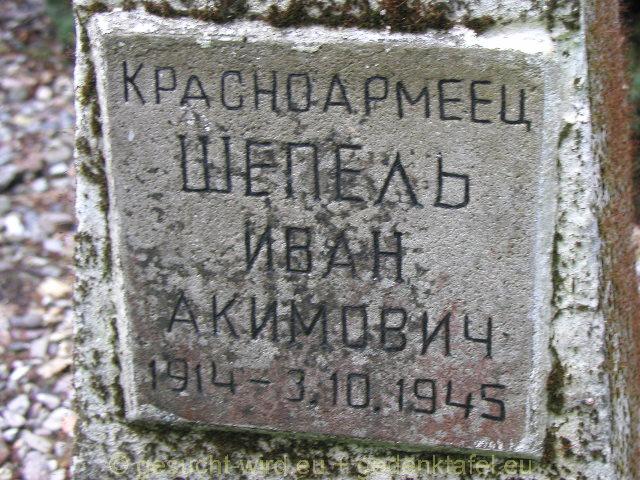 КРАСНОАРМЕЕЦ
ШЕПЕЛЬ
ИВАН
АКИМОВИЧ
1914 – 3.10.1945
© gesucht-wird.eu + gedenktafel.eu